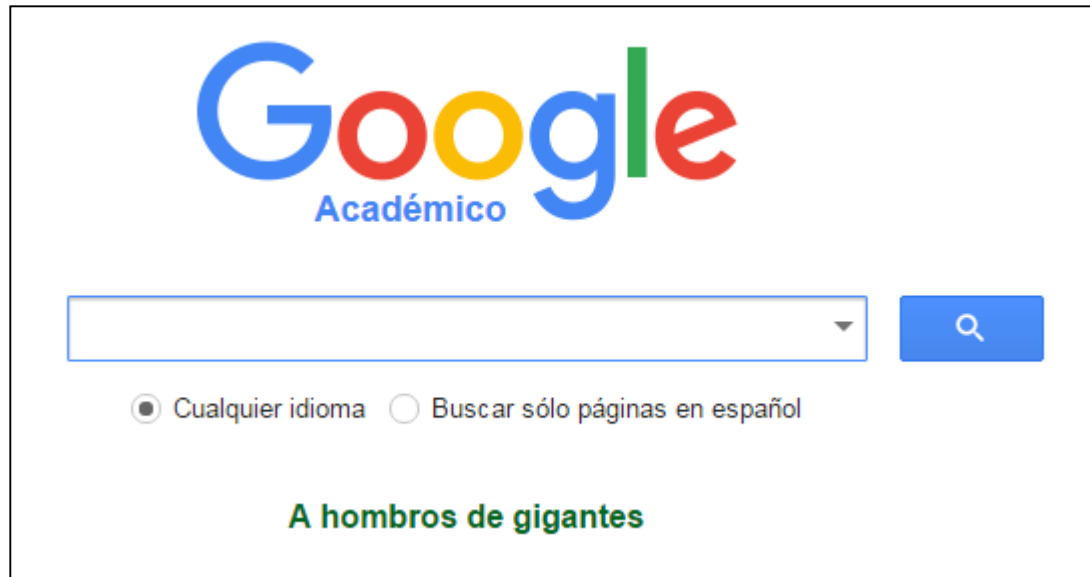 Google
Académico
Cualquier idioma Buscar sólo páginas en español
A hombros de gigantes